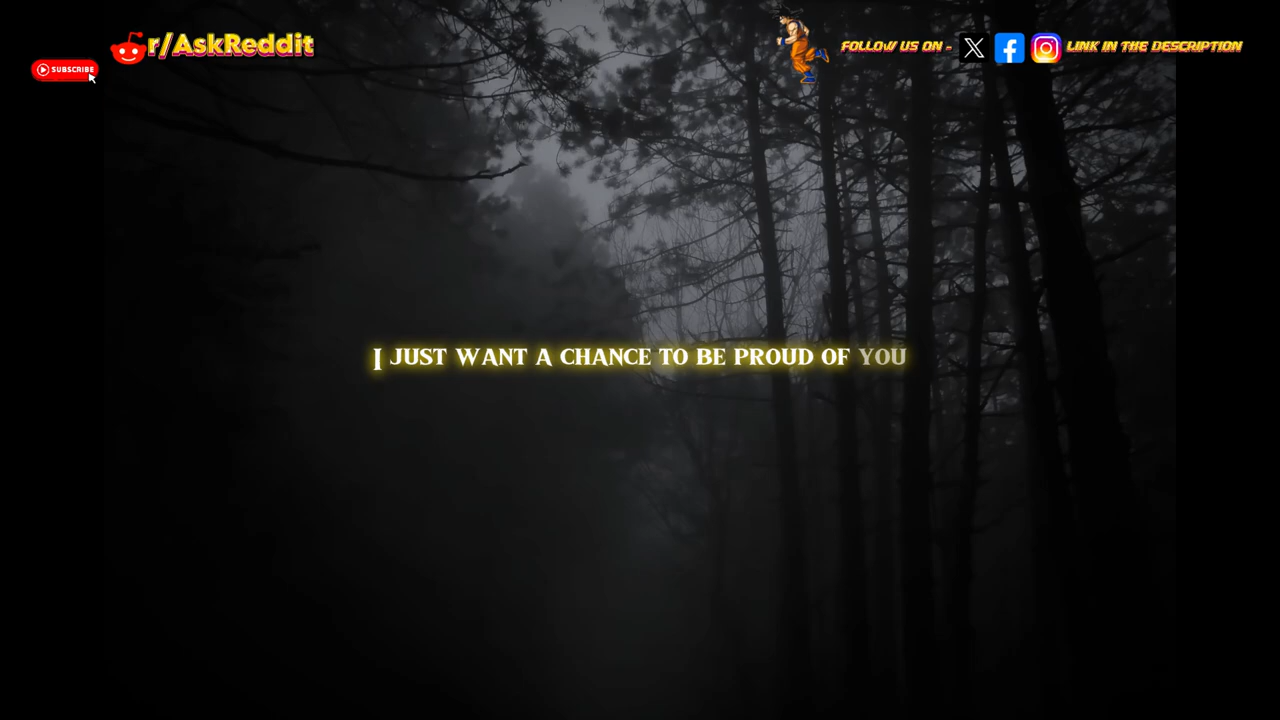 r/AskReddit
FOLLOW US ON - LINK IN THE DESCRIPTION
SUBSCRIBE
I JUST WANT A CHANCE TO BE PROUD OF YOU